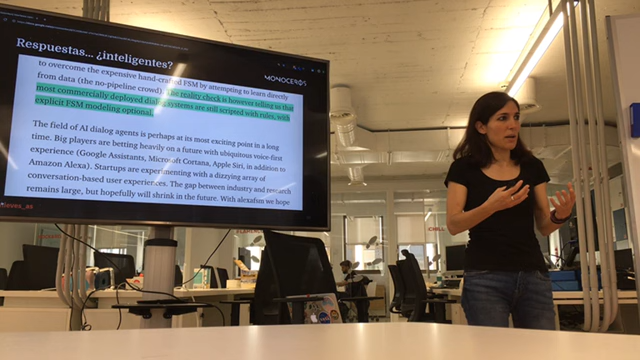 Respuestas... ¿inteligentes?
MONOCEROS
to overcome the expensive hand-crafted FSM by attempting to learn directly
from data (the no-pipeline crowd). The reality check is however telling us that
most commercially deployed dialog systems are still scripted with rules, with
explicit FSM modeling optional.
The field of AI dialog agents is perhaps at its most exciting point in a long
time. Big players are betting heavily on a future with ubiquitous voice-first
experience (Google Assistants, Microsoft Cortana, Apple Siri, in addition to
Amazon Alexa). Startups are experimenting with a dizzying array of
conversation-based user experiences. The gap between industry and research
remains large, but hopefully will shrink in the future. With alexafsm we hope